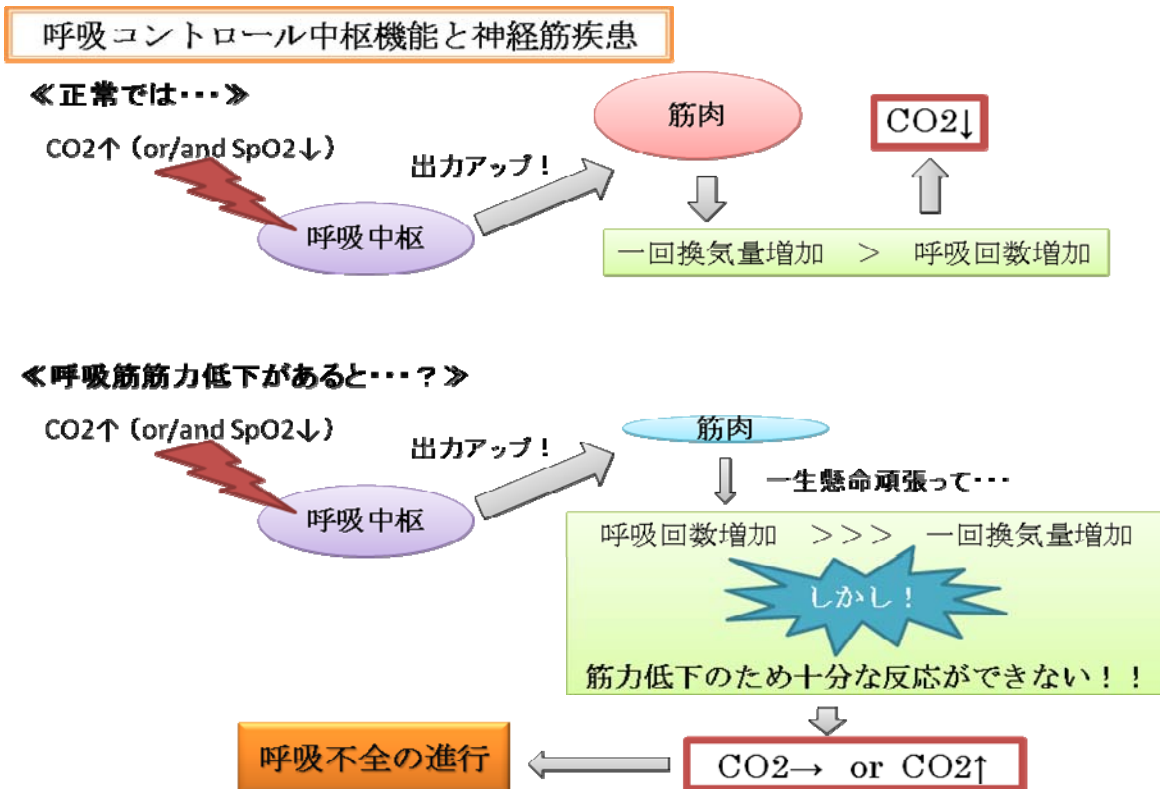 呼吸コントロール中枢機能と神経筋疾患
≪正常では･･･≫
CO2↑（or/and SpO2↓）
出力アップ！
呼吸中枢
筋肉
一回換気量増加　＞　呼吸回数増加
CO2↓
≪呼吸筋筋力低下があると･･･？≫
CO2↑（or/and SpO2↓）
出力アップ！
呼吸中枢
筋肉
一生懸命頑張って･･･
呼吸回数増加　＞＞＞　一回換気量増加
しかし！
筋力低下のため十分な反応ができない！！
CO2→ or CO2↑
呼吸不全の進行